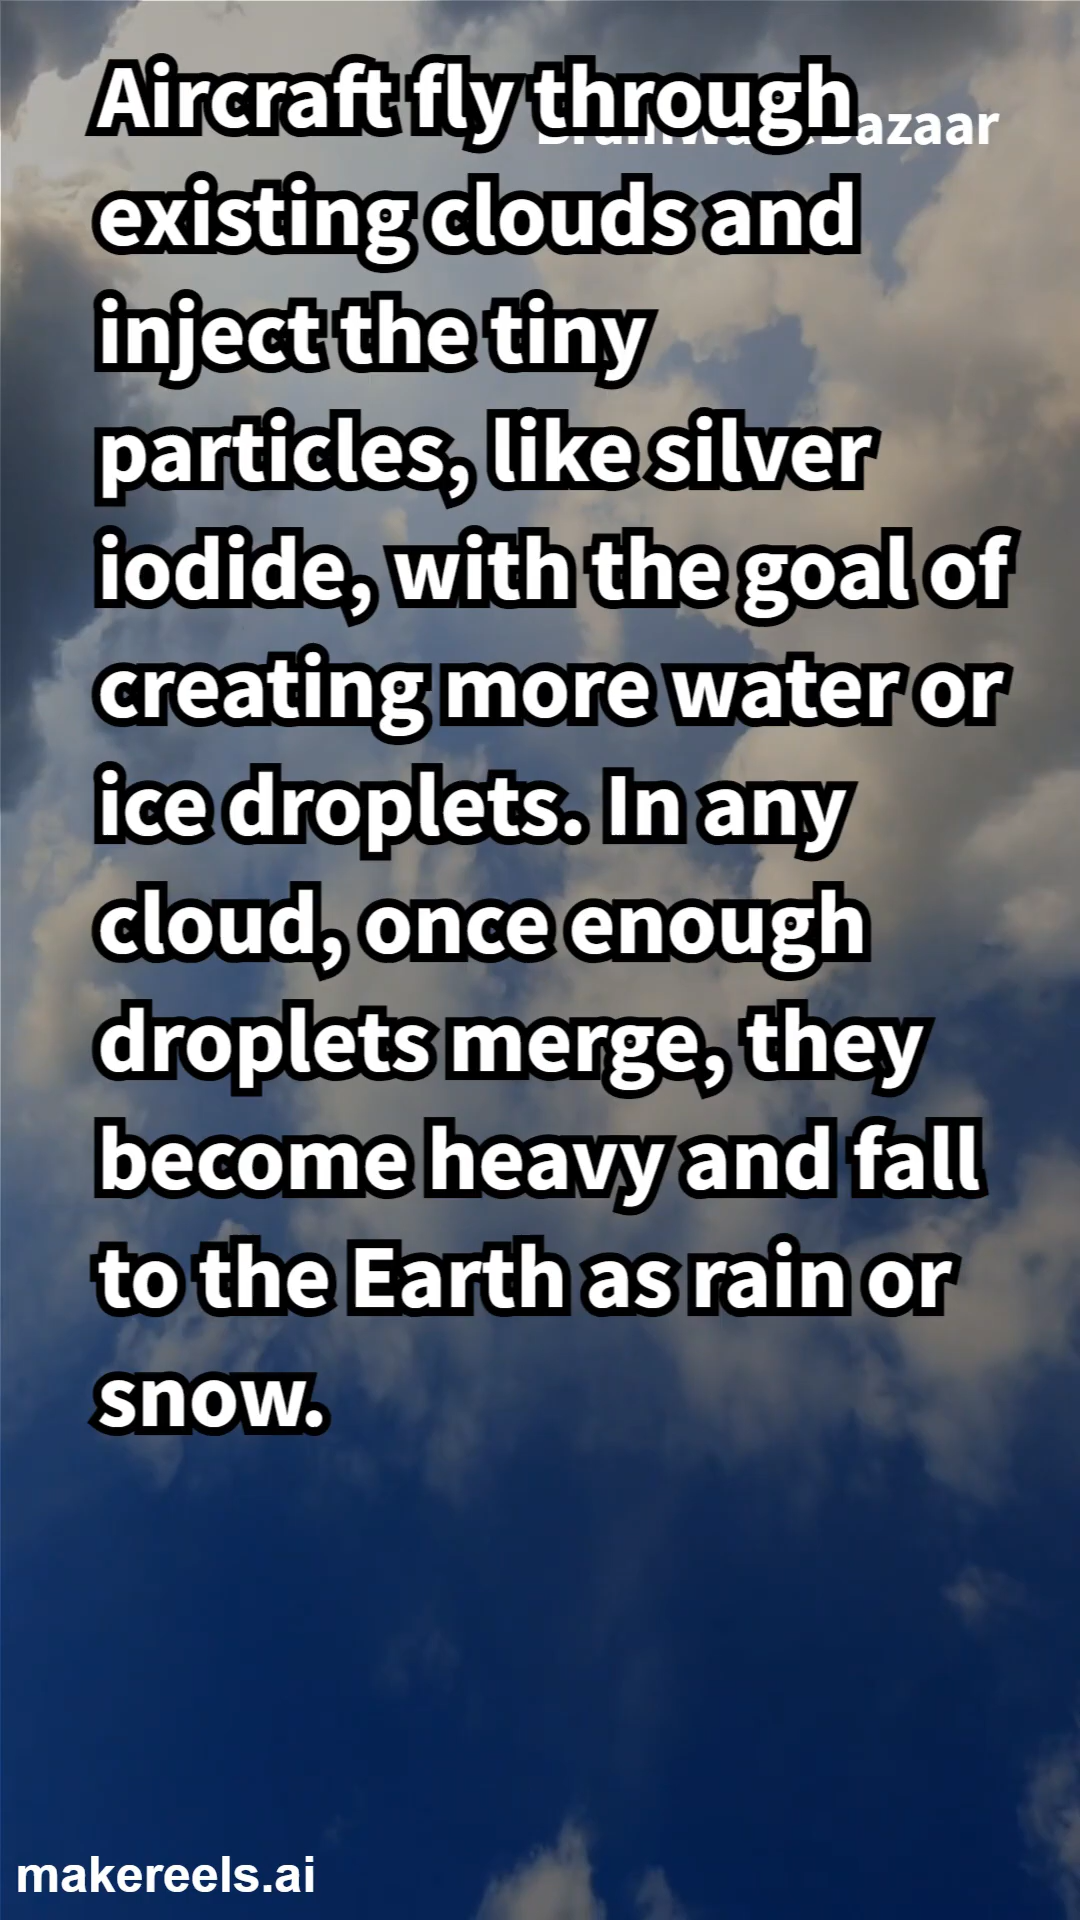 Aircraft fly through
existing clouds and
inject the tiny
particles, like silver
iodide, with the goal of
creating more water or
ice droplets. In any
cloud, once enough
droplets merge, they
become heavy and fall
to the Earth as rain or
snow.
makereels.ai